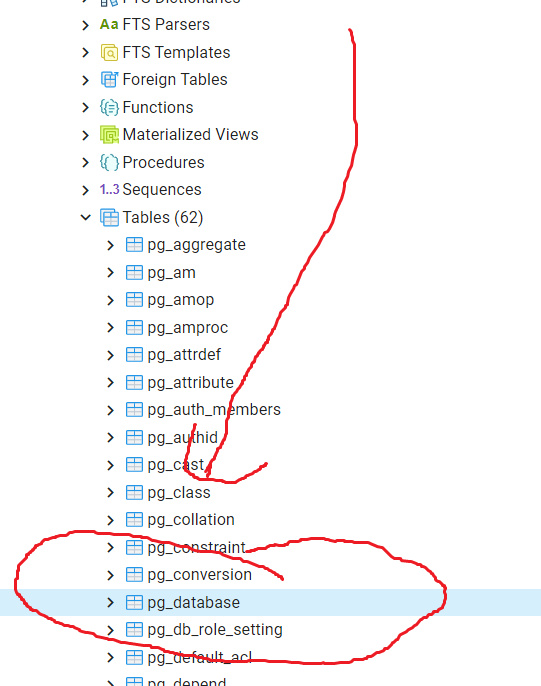 FTS Dictionaries
Aa FTS Parsers
FTS Templates
Foreign Tables
Functions
Materialized Views
Procedures
1..3 Sequences
Tables (62)
pg_aggregate
pg_am
pg_amop
pg_amproc
pg_attrdef
pg_attribute
pg_auth_members
pg_authid
pg_cast
pg_class
pg_collation
pg_constraint
pg_conversion
pg_database
pg_db_role_setting
pg_default_acl
pg_depend